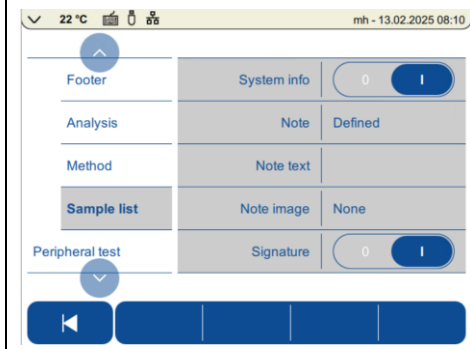 22 °C mh - 13.02.2025 08:10
Footer System info 0 I
Analysis Note Defined
Method Note text
Sample list Note image None
Peripheral test Signature 0 I